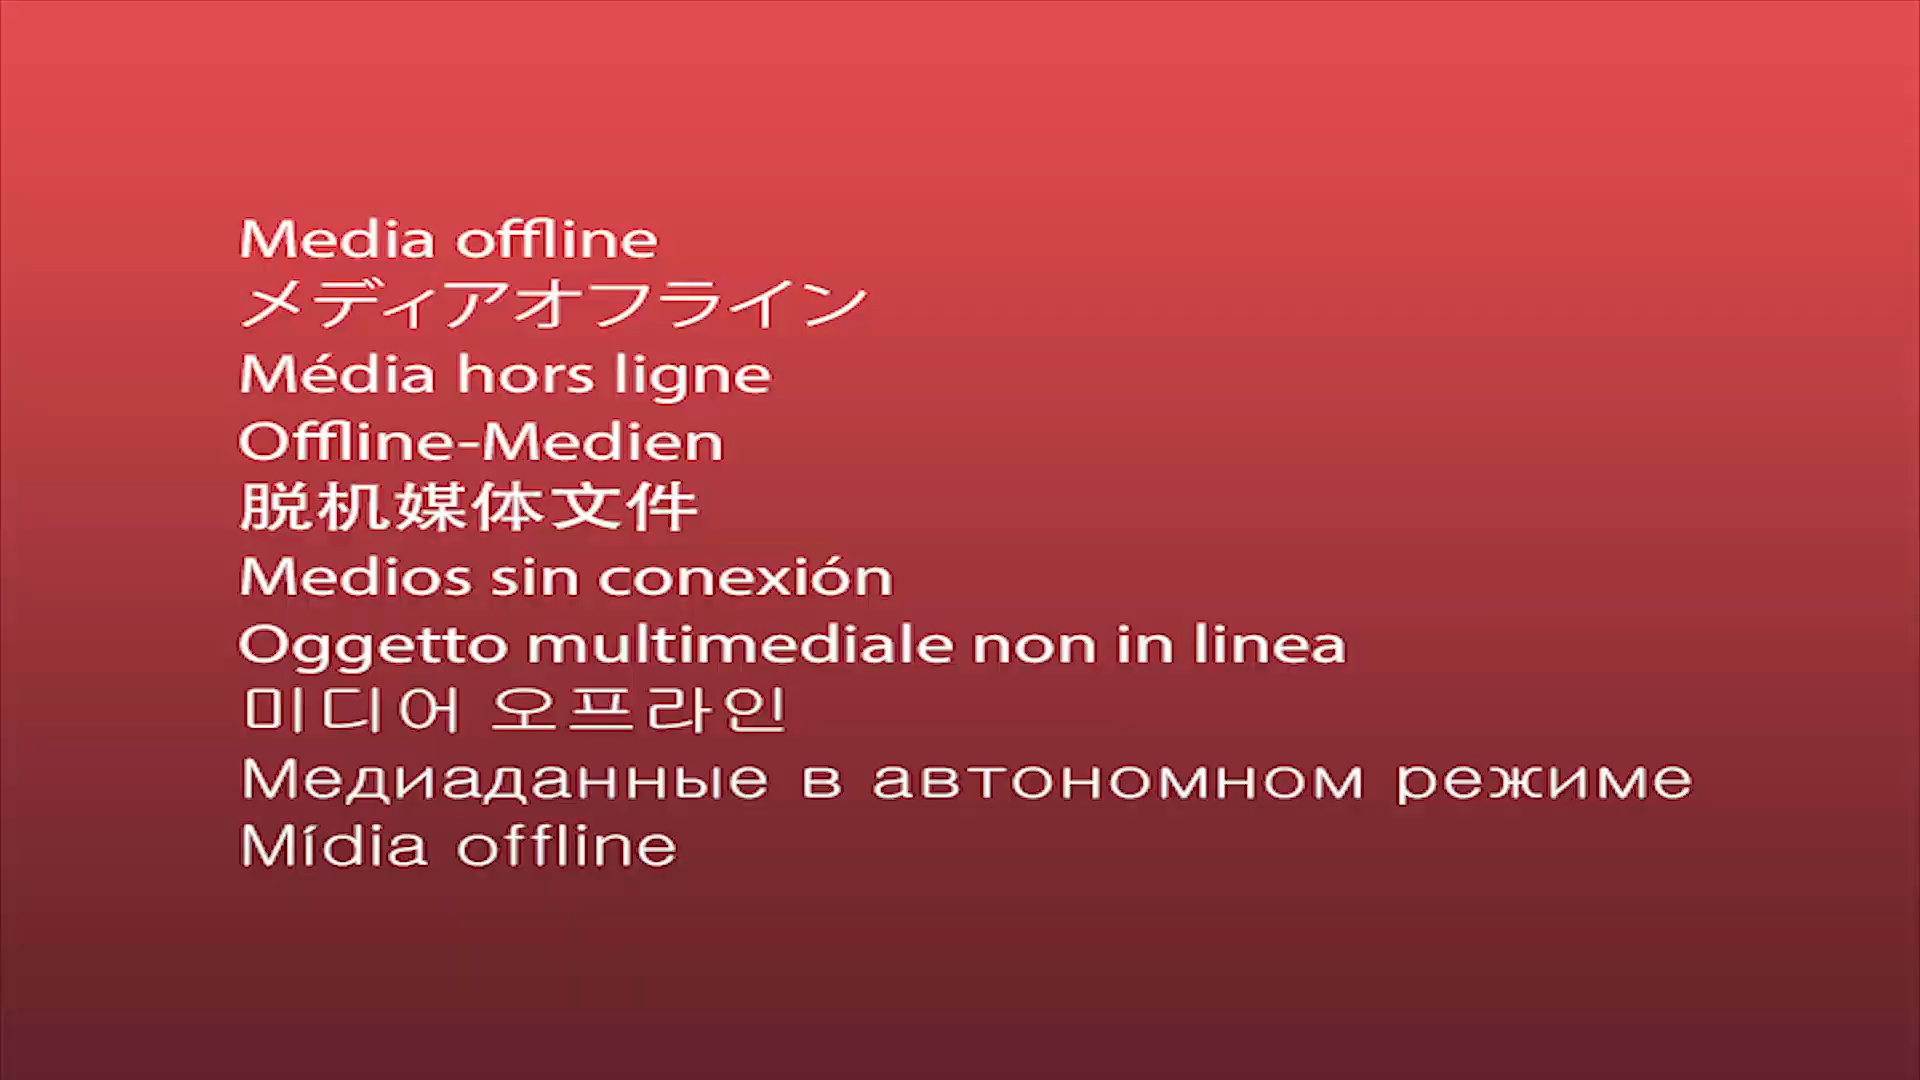 Media offline
メディアオフライン
Média hors ligne
Offline-Medien
脱机媒体文件
Medios sin conexión
Oggetto multimediale non in linea
미디어 오프라인
Медиаданные в автономном режиме
Mídia offline